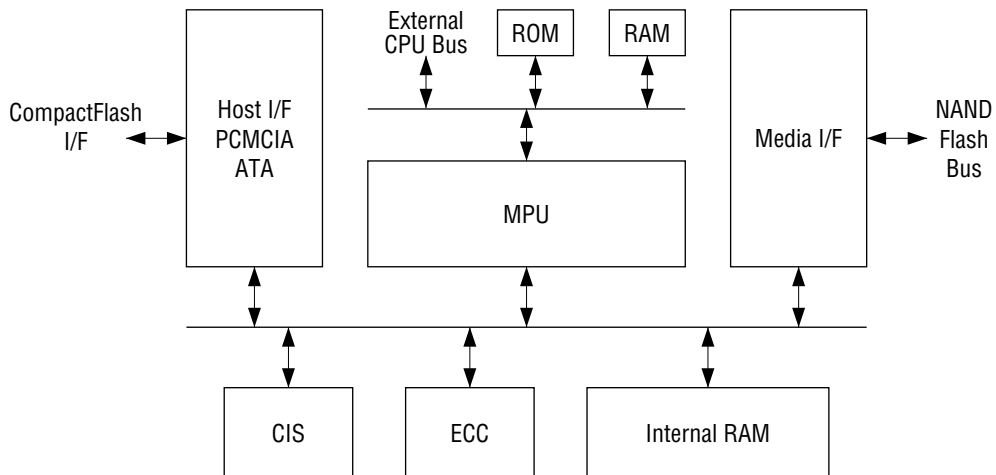 External
CPU Bus
ROM
RAM
CompactFlash
I/F
Host I/F
PCMCIA
ATA
Media I/F
NAND
Flash
Bus
MPU
CIS
ECC
Internal RAM